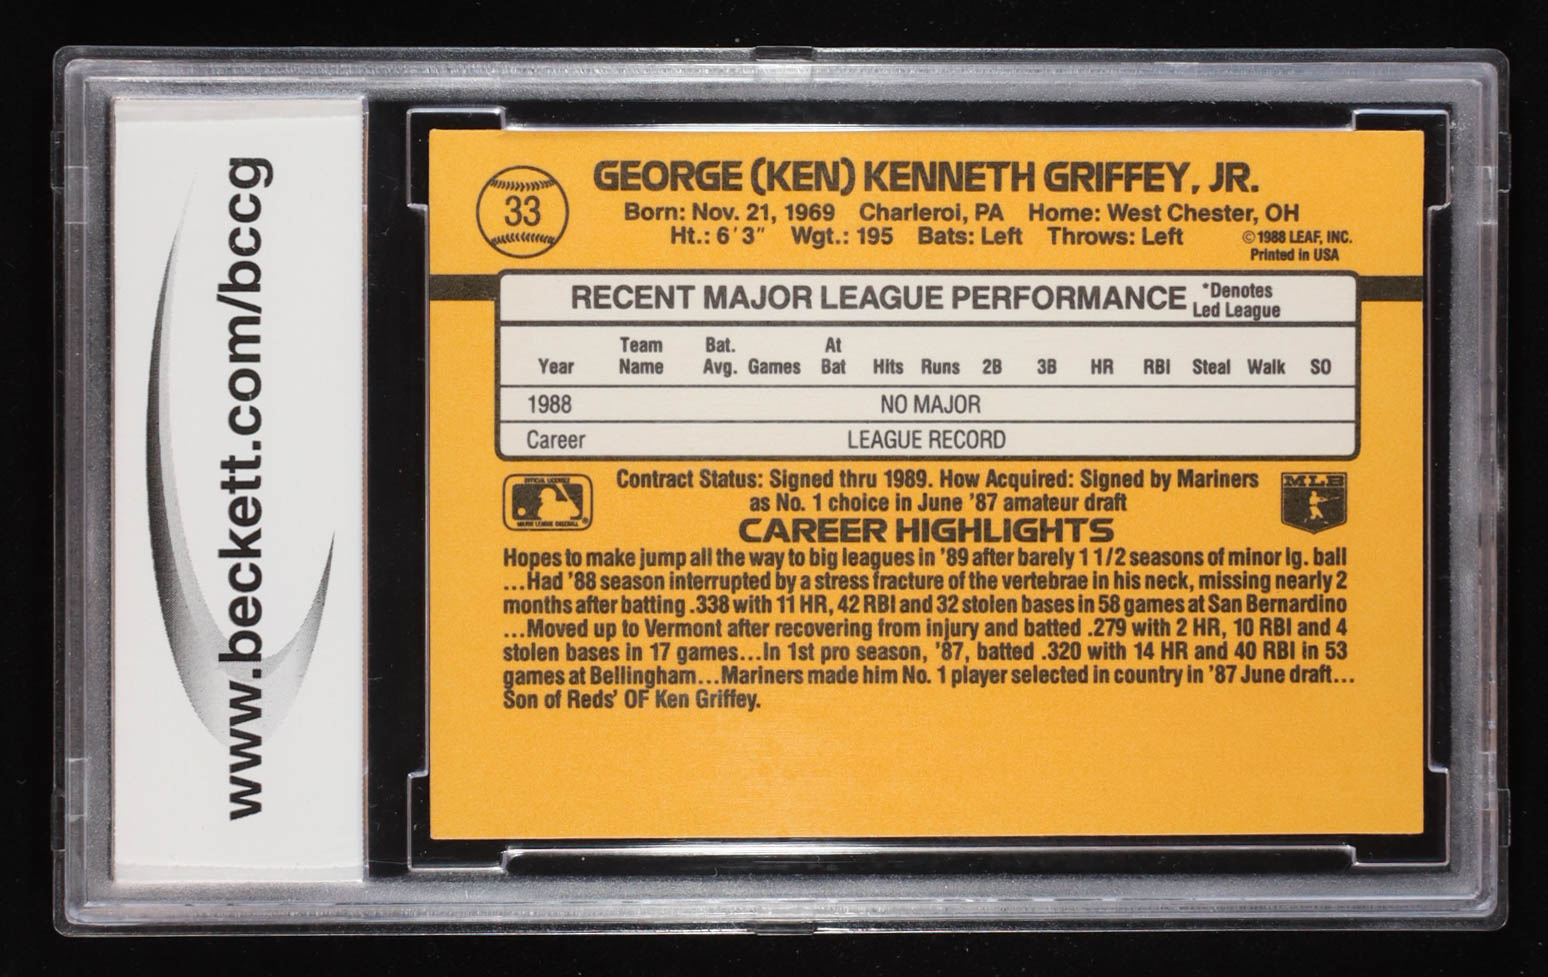 www.beckett.com/bccg
33
GEORGE (KEN) KENNETH GRIFFEY, JR.
Born: Nov. 21, 1969 Charleroi, PA Home: West Chester, OH
Ht.: 6'3" Wgt.: 195 Bats: Left Throws: Left
© 1988 LEAF, INC.
Printed in USA
RECENT MAJOR LEAGUE PERFORMANCE *Denotes Led League
Year Team Name Bat. Avg. Games At Bat Hits Runs 2B 3B HR RBI Steal Walk SO
1988 NO MAJOR
Career LEAGUE RECORD
Contract Status: Signed thru 1989. How Acquired: Signed by Mariners
as No. 1 choice in June '87 amateur draft
MLB
CAREER HIGHLIGHTS
Hopes to make jump all the way to big leagues in '89 after barely 1 1/2 seasons of minor lg. ball
...Had '88 season interrupted by a stress fracture of the vertebrae in his neck, missing nearly 2
months after batting .338 with 11 HR, 42 RBI and 32 stolen bases in 58 games at San Bernardino
...Moved up to Vermont after recovering from injury and batted .279 with 2 HR, 10 RBI and 4
stolen bases in 17 games...In 1st pro season, '87, batted .320 with 14 HR and 40 RBI in 53
games at Bellingham...Mariners made him No. 1 player selected in country in '87 June draft...
Son of Reds' OF Ken Griffey.